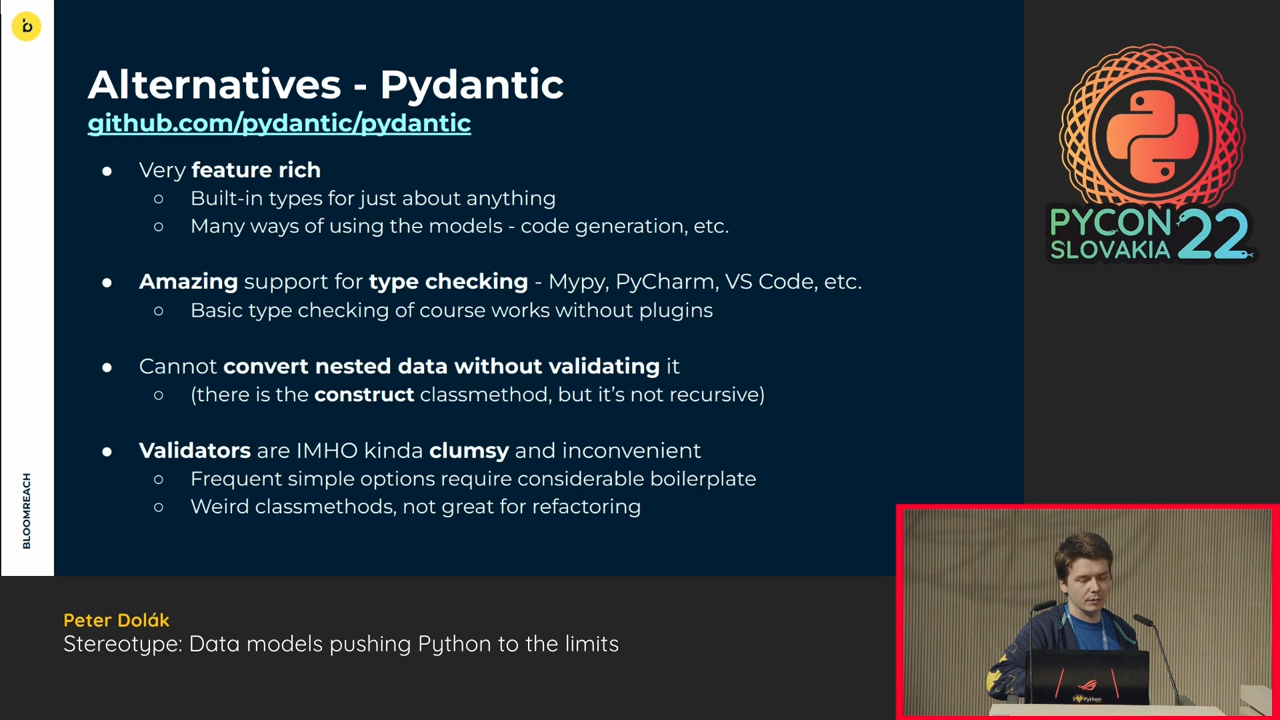 Alternatives - Pydantic
github.com/pydantic/pydantic
● Very feature rich
○ Built-in types for just about anything
○ Many ways of using the models - code generation, etc.
● Amazing support for type checking - Mypy, PyCharm, VS Code, etc.
○ Basic type checking of course works without plugins
● Cannot convert nested data without validating it
○ (there is the construct classmethod, but it's not recursive)
● Validators are IMHO kinda clumsy and inconvenient
○ Frequent simple options require considerable boilerplate
○ Weird classmethods, not great for refactoring
BLOOMREACH
PYCON
SLOVAKIA 22
Peter Dolák
Stereotype: Data models pushing Python to the limits
Python